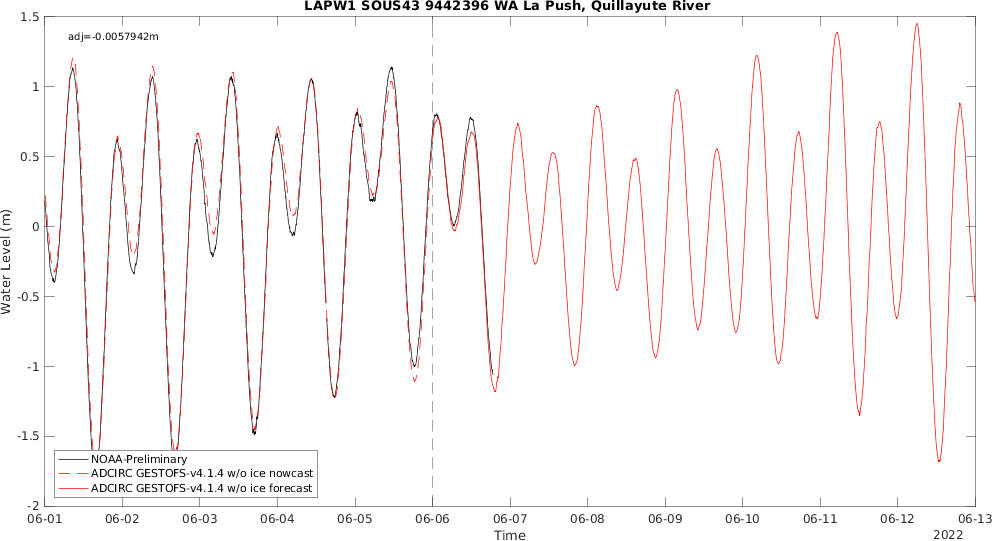 LAPW1 SOUS43 9442396 WA La Push, Quillayute River
adj=-0.0057942m
1.5
1
0.5
0
-0.5
-1
-1.5
-2
Water Level (m)
NOAA-Preliminary
ADCIRC GESTOFS-v4.1.4 w/o ice nowcast
ADCIRC GESTOFS-v4.1.4 w/o ice forecast
06-01 06-02 06-03 06-04 06-05 06-06 06-07 06-08 06-09 06-10 06-11 06-12 06-13
Time
2022